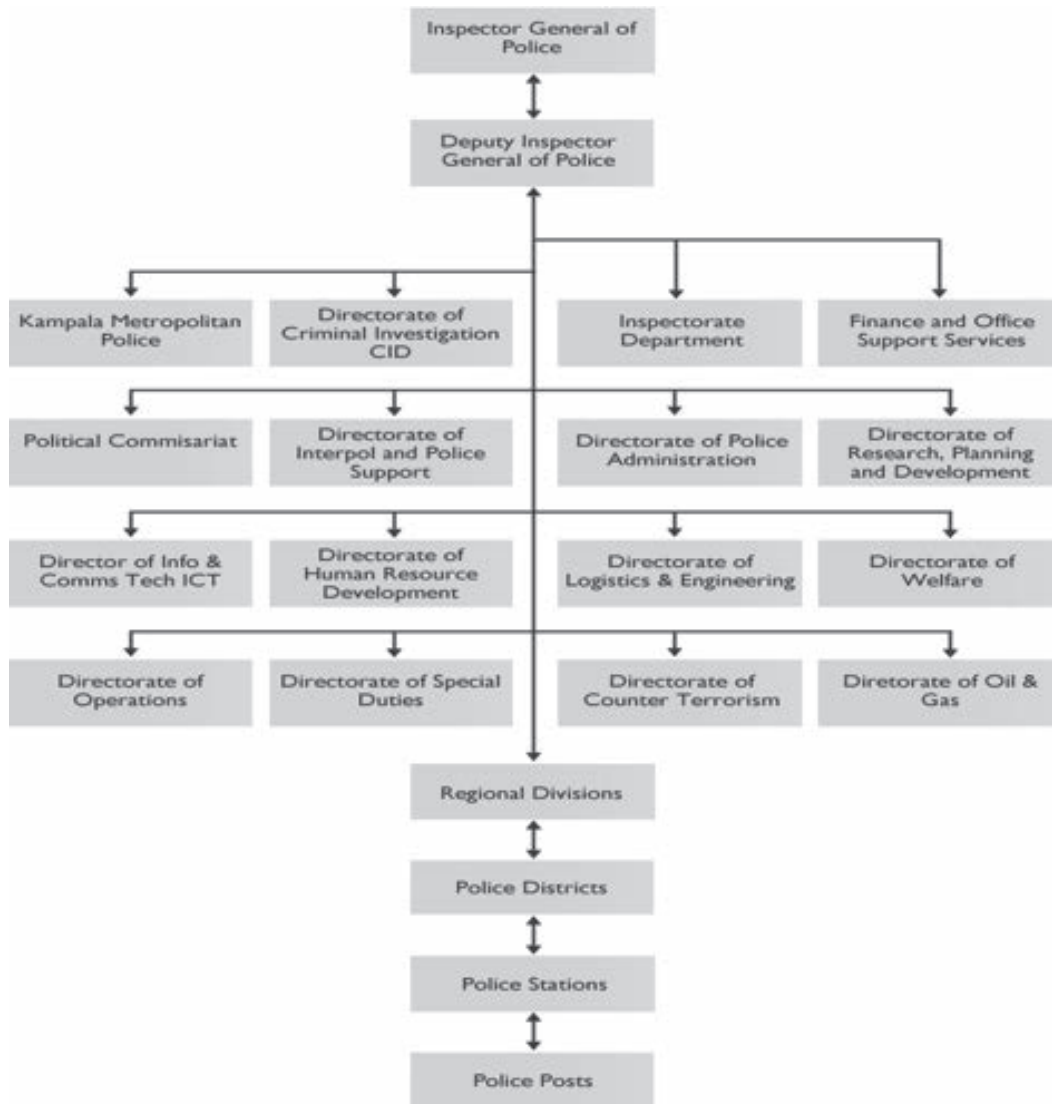 Inspector General of
Police
Deputy Inspector
General of Police
Kampala Metropolitan
Police
Directorate of
Criminal Investigation
CID
Inspectorate
Department
Finance and Office
Support Services
Political Commisariat
Directorate of
Interpol and Police
Support
Directorate of Police
Administration
Directorate of
Research, Planning
and Development
Director of Info &
Comms Tech ICT
Directorate of
Human Resource
Development
Directorate of
Logistics & Engineering
Directorate of
Welfare
Directorate of
Operations
Directorate of Special
Duties
Directorate of
Counter Terrorism
Diretorate of Oil &
Gas
Regional Divisions
Police Districts
Police Stations
Police Posts